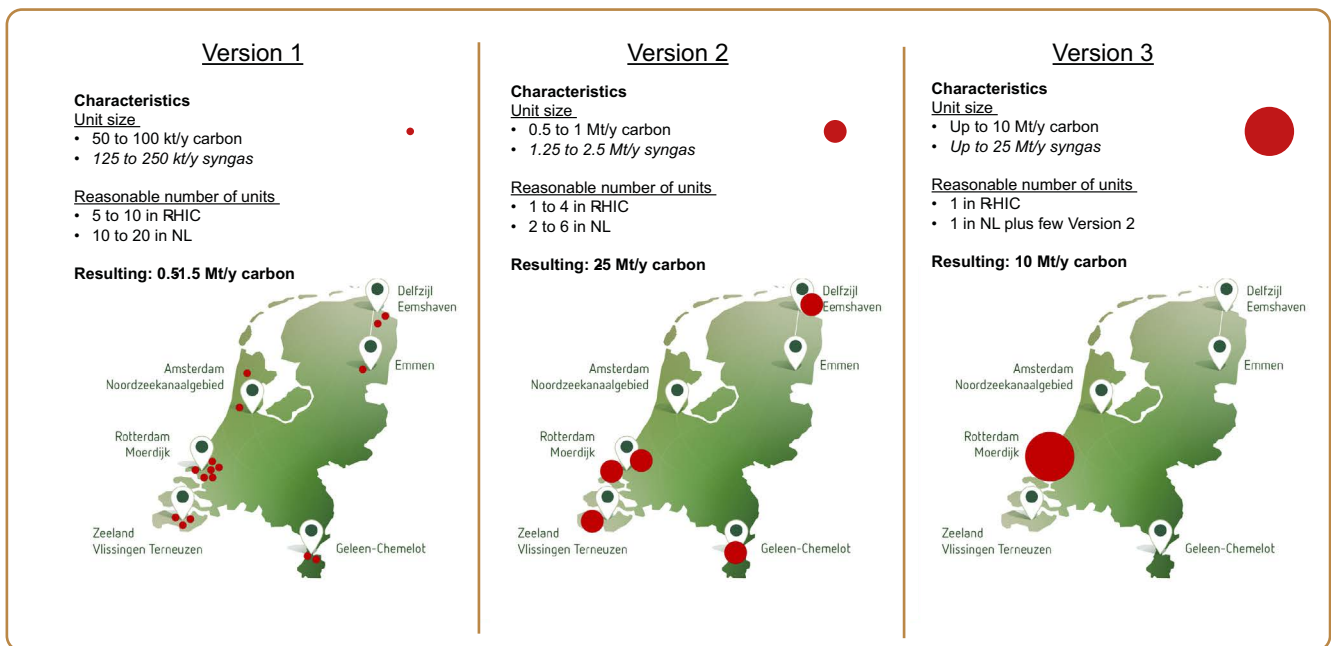 Version 1
Characteristics
Unit size
• 50 to 100 kt/y carbon
• 125 to 250 kt/y syngas
Reasonable number of units
• 5 to 10 in RHIC
• 10 to 20 in NL
Resulting: 0.51.5 Mt/y carbon
Delfzijl
Eemshaven
Emmen
Amsterdam
Noordzeekanaalgebied
Rotterdam
Moerdijk
Zeeland
Vlissingen Terneuzen
Geleen-Chemelot
Version 2
Characteristics
Unit size
• 0.5 to 1 Mt/y carbon
• 1.25 to 2.5 Mt/y syngas
Reasonable number of units
• 1 to 4 in RHIC
• 2 to 6 in NL
Resulting: 25 Mt/y carbon
Delfzijl
Eemshaven
Emmen
Amsterdam
Noordzeekanaalgebied
Rotterdam
Moerdijk
Zeeland
Vlissingen Terneuzen
Geleen-Chemelot
Version 3
Characteristics
Unit size
• Up to 10 Mt/y carbon
• Up to 25 Mt/y syngas
Reasonable number of units
• 1 in RHIC
• 1 in NL plus few Version 2
Resulting: 10 Mt/y carbon
Delfzijl
Eemshaven
Emmen
Amsterdam
Noordzeekanaalgebied
Rotterdam
Moerdijk
Zeeland
Vlissingen Terneuzen
Geleen-Chemelot